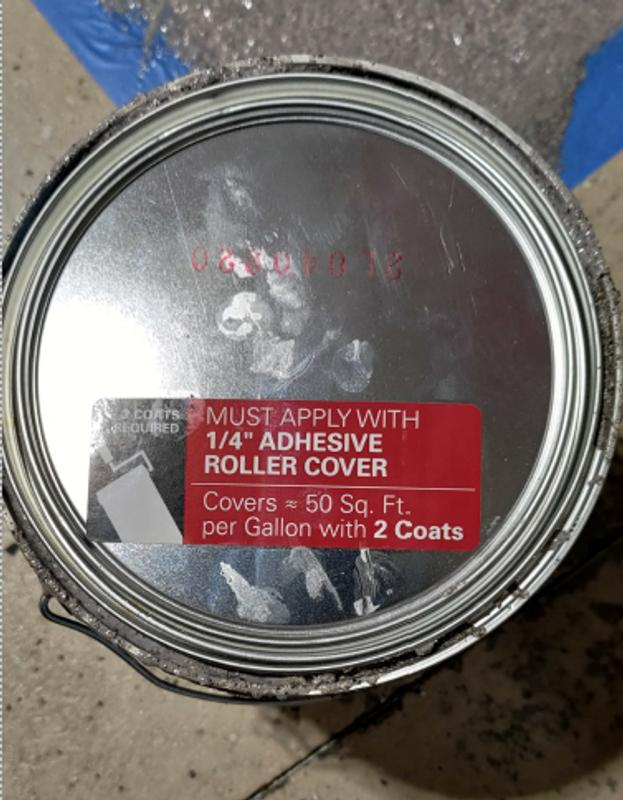 2 COATS
REQUIRED
MUST APPLY WITH
1/4" ADHESIVE
ROLLER COVER
Covers ≈ 50 Sq. Ft.
per Gallon with 2 Coats